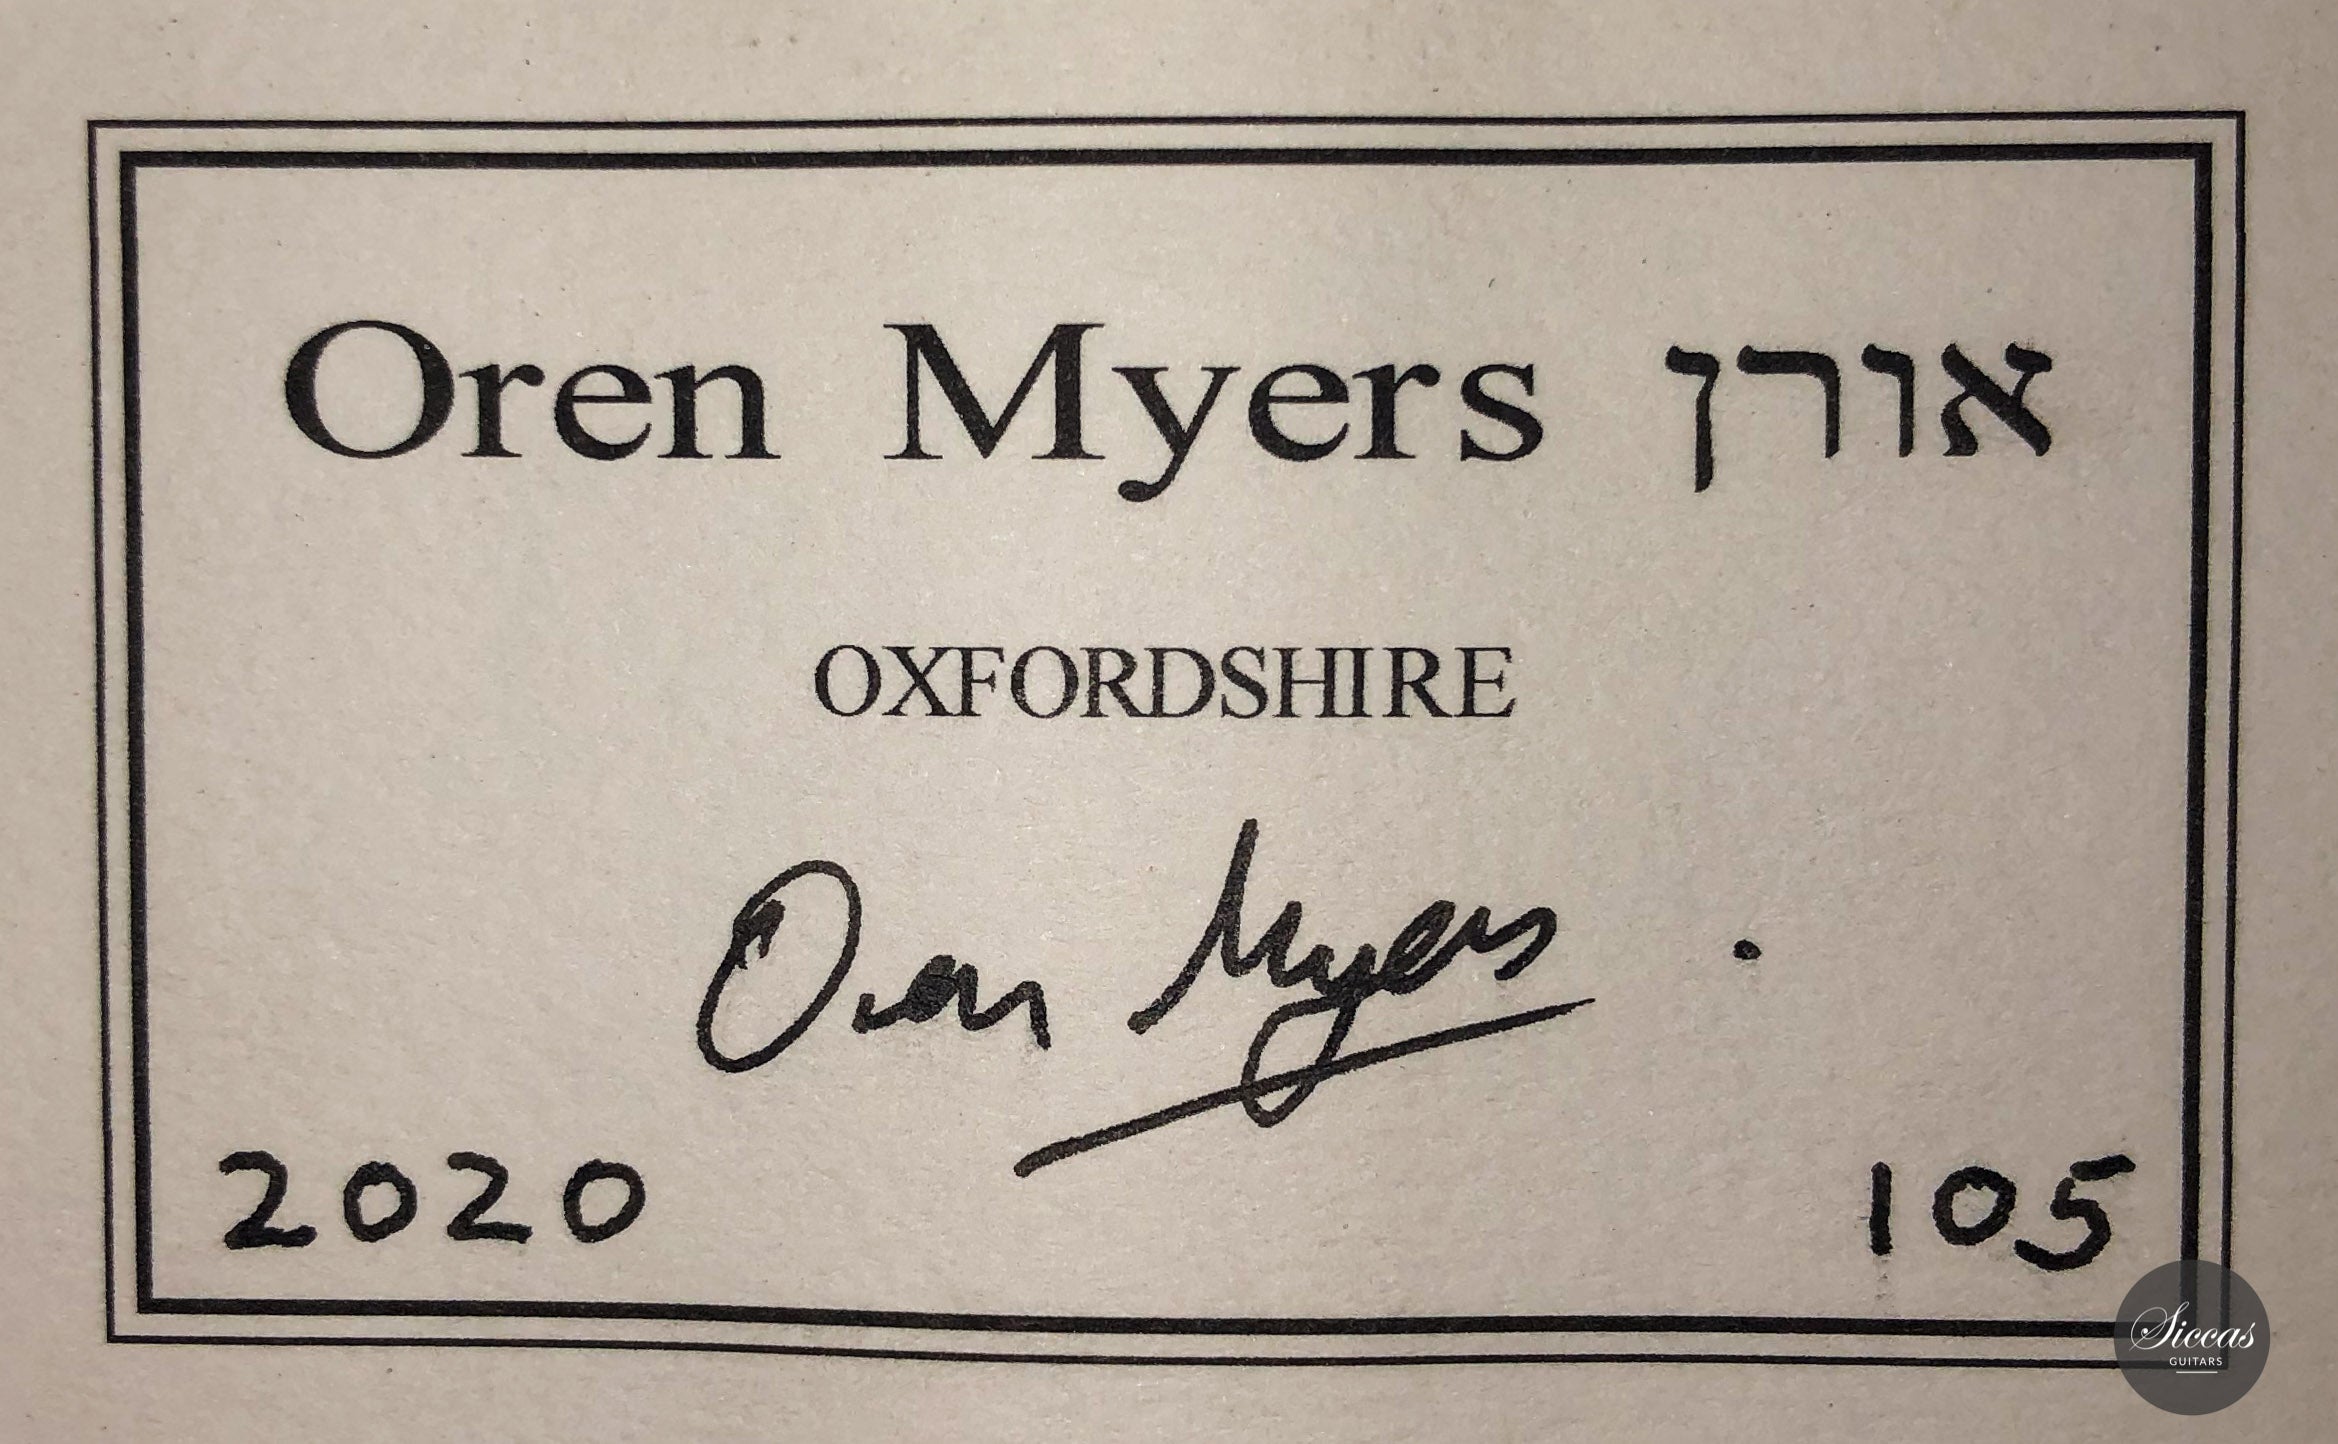 Oren Myers אורן
OXFORDSHIRE
Oren Myers
2020 105
Siccas
GUITARS